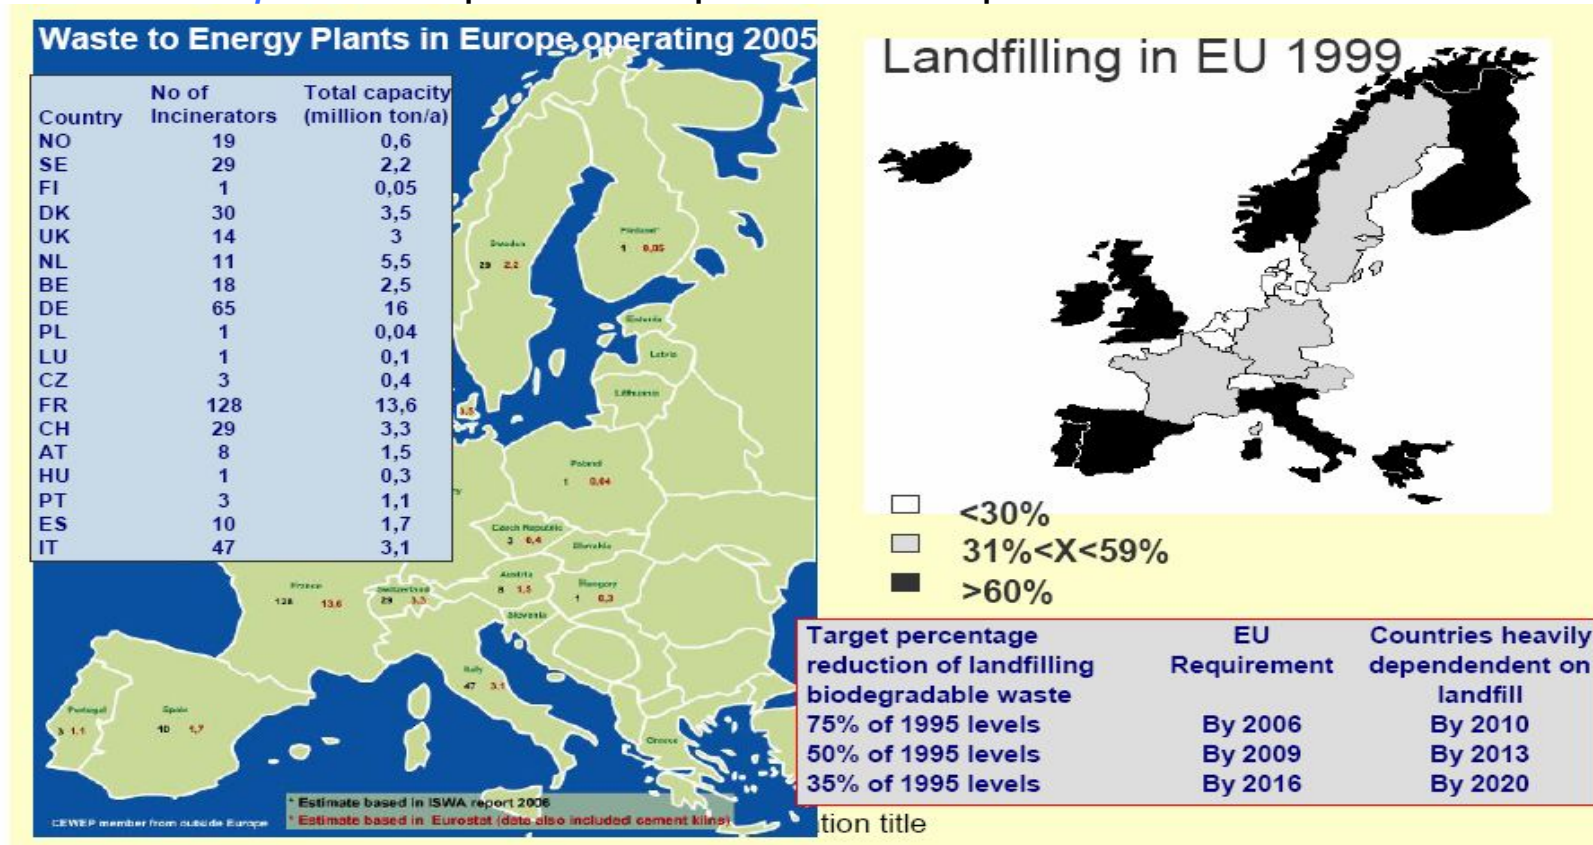 Waste to Energy Plants in Europe operating 2005
Country No of Incinerators Total capacity (million ton/a)
NO 19 0,6
SE 29 2,2
FI 1 0,05
DK 30 3,5
UK 14 3
NL 11 5,5
BE 18 2,5
DE 65 16
PL 1 0,04
LU 1 0,1
CZ 3 0,4
FR 128 13,6
CH 29 3,3
AT 8 1,5
HU 1 0,3
PT 3 1,1
ES 10 1,7
IT 47 3,1
Sweden
29 2,2
Finland*
1 0,05
Estonia
Latvia
Lithuania
3,5
Poland
1 0,04
Czech Republic
3 0,4
Slovakia
Austria
8 1,5
Hungary
1 0,3
Slovenia
France
128 13,6
Switzerland
29 3,3
Italy
47 3,1
Portugal
3 1,1
Spain
10 1,7
Greece
* Estimate based in ISWA report 2006
* Estimate based in Eurostat (data also included cement kilns)
CEWEP member from outside Europe
Landfilling in EU 1999
<30%
31%<X<59%
>60%
Target percentage reduction of landfilling biodegradable waste EU Requirement Countries heavily dependendent on landfill
75% of 1995 levels By 2006 By 2010
50% of 1995 levels By 2009 By 2013
35% of 1995 levels By 2016 By 2020
tion title